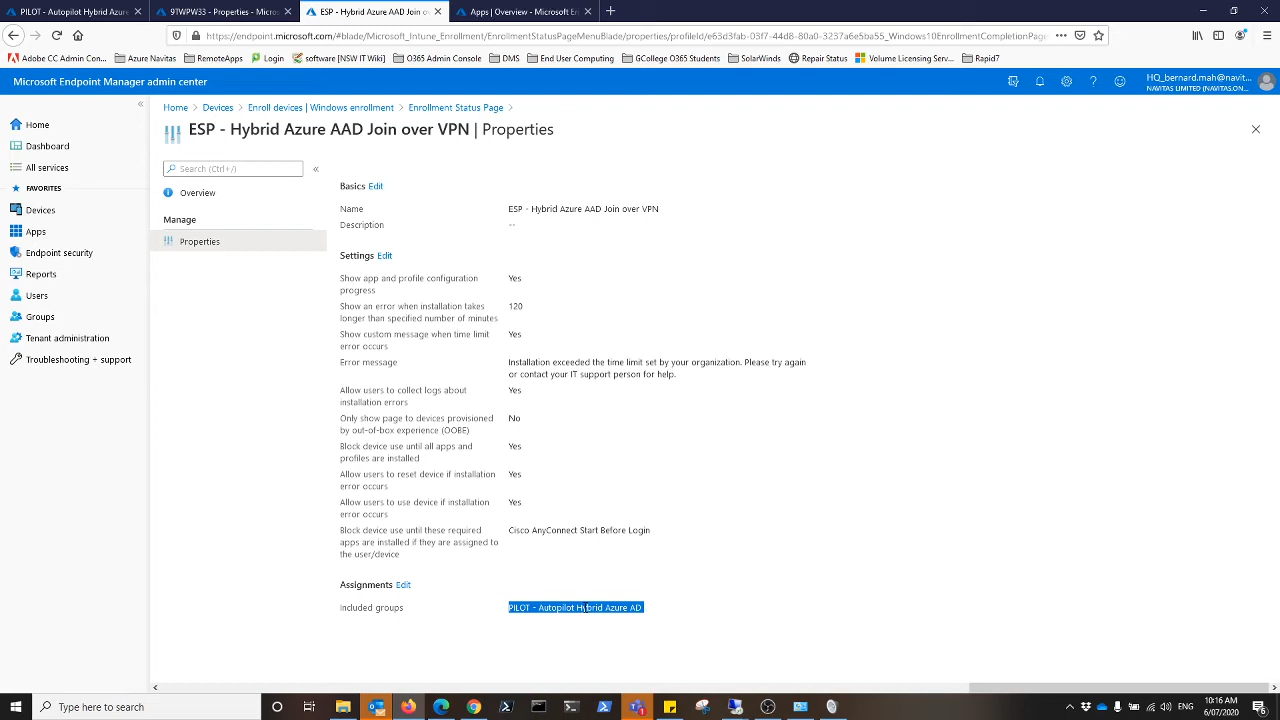 PILOT - Autopilot Hybrid Azure
9TWPW33 - Properties - Micros
ESP - Hybrid Azure AAD Join ov
Apps | Overview - Microsoft En
https://endpoint.microsoft.com/#blade/Microsoft_Intune_Enrollment/EnrollmentStatusPageMenuBlade/properties/profileId/e63d3fab-03f7-44d8-80a0-3237a6e5ba55_Windows10EnrollmentCompletionPage
Adobe CC Admin Con... Azure Navitas RemoteApps Login software [NSW IT Wiki] O365 Admin Console DMS End User Computing GCollege O365 Students SolarWinds Repair Status Volume Licensing Serv... Rapid7
Microsoft Endpoint Manager admin center
HQ_bernard.mah@navit...
NAVITAS LIMITED (NAVITAS.ON...
Home > Devices > Enroll devices | Windows enrollment > Enrollment Status Page >
ESP - Hybrid Azure AAD Join over VPN | Properties
Home
Dashboard
All services
FAVORITES
Devices
Apps
Endpoint security
Reports
Users
Groups
Tenant administration
Troubleshooting + support
Search (Ctrl+/)
Overview
Manage
Properties
Basics Edit
Name ESP - Hybrid Azure AAD Join over VPN
Description --
Settings Edit
Show app and profile configuration Yes
progress
Show an error when installation takes 120
longer than specified number of minutes
Show custom message when time limit Yes
error occurs
Error message Installation exceeded the time limit set by your organization. Please try again
or contact your IT support person for help.
Allow users to collect logs about Yes
installation errors
Only show page to devices provisioned No
by out-of-box experience (OOBE)
Block device use until all apps and Yes
profiles are installed
Allow users to reset device if installation Yes
error occurs
Allow users to use device if installation Yes
error occurs
Block device use until these required Cisco AnyConnect Start Before Login
apps are installed if they are assigned to
the user/device
Assignments Edit
Included groups PILOT - Autopilot Hybrid Azure AD
Type here to search
10:16 AM
6/07/2020